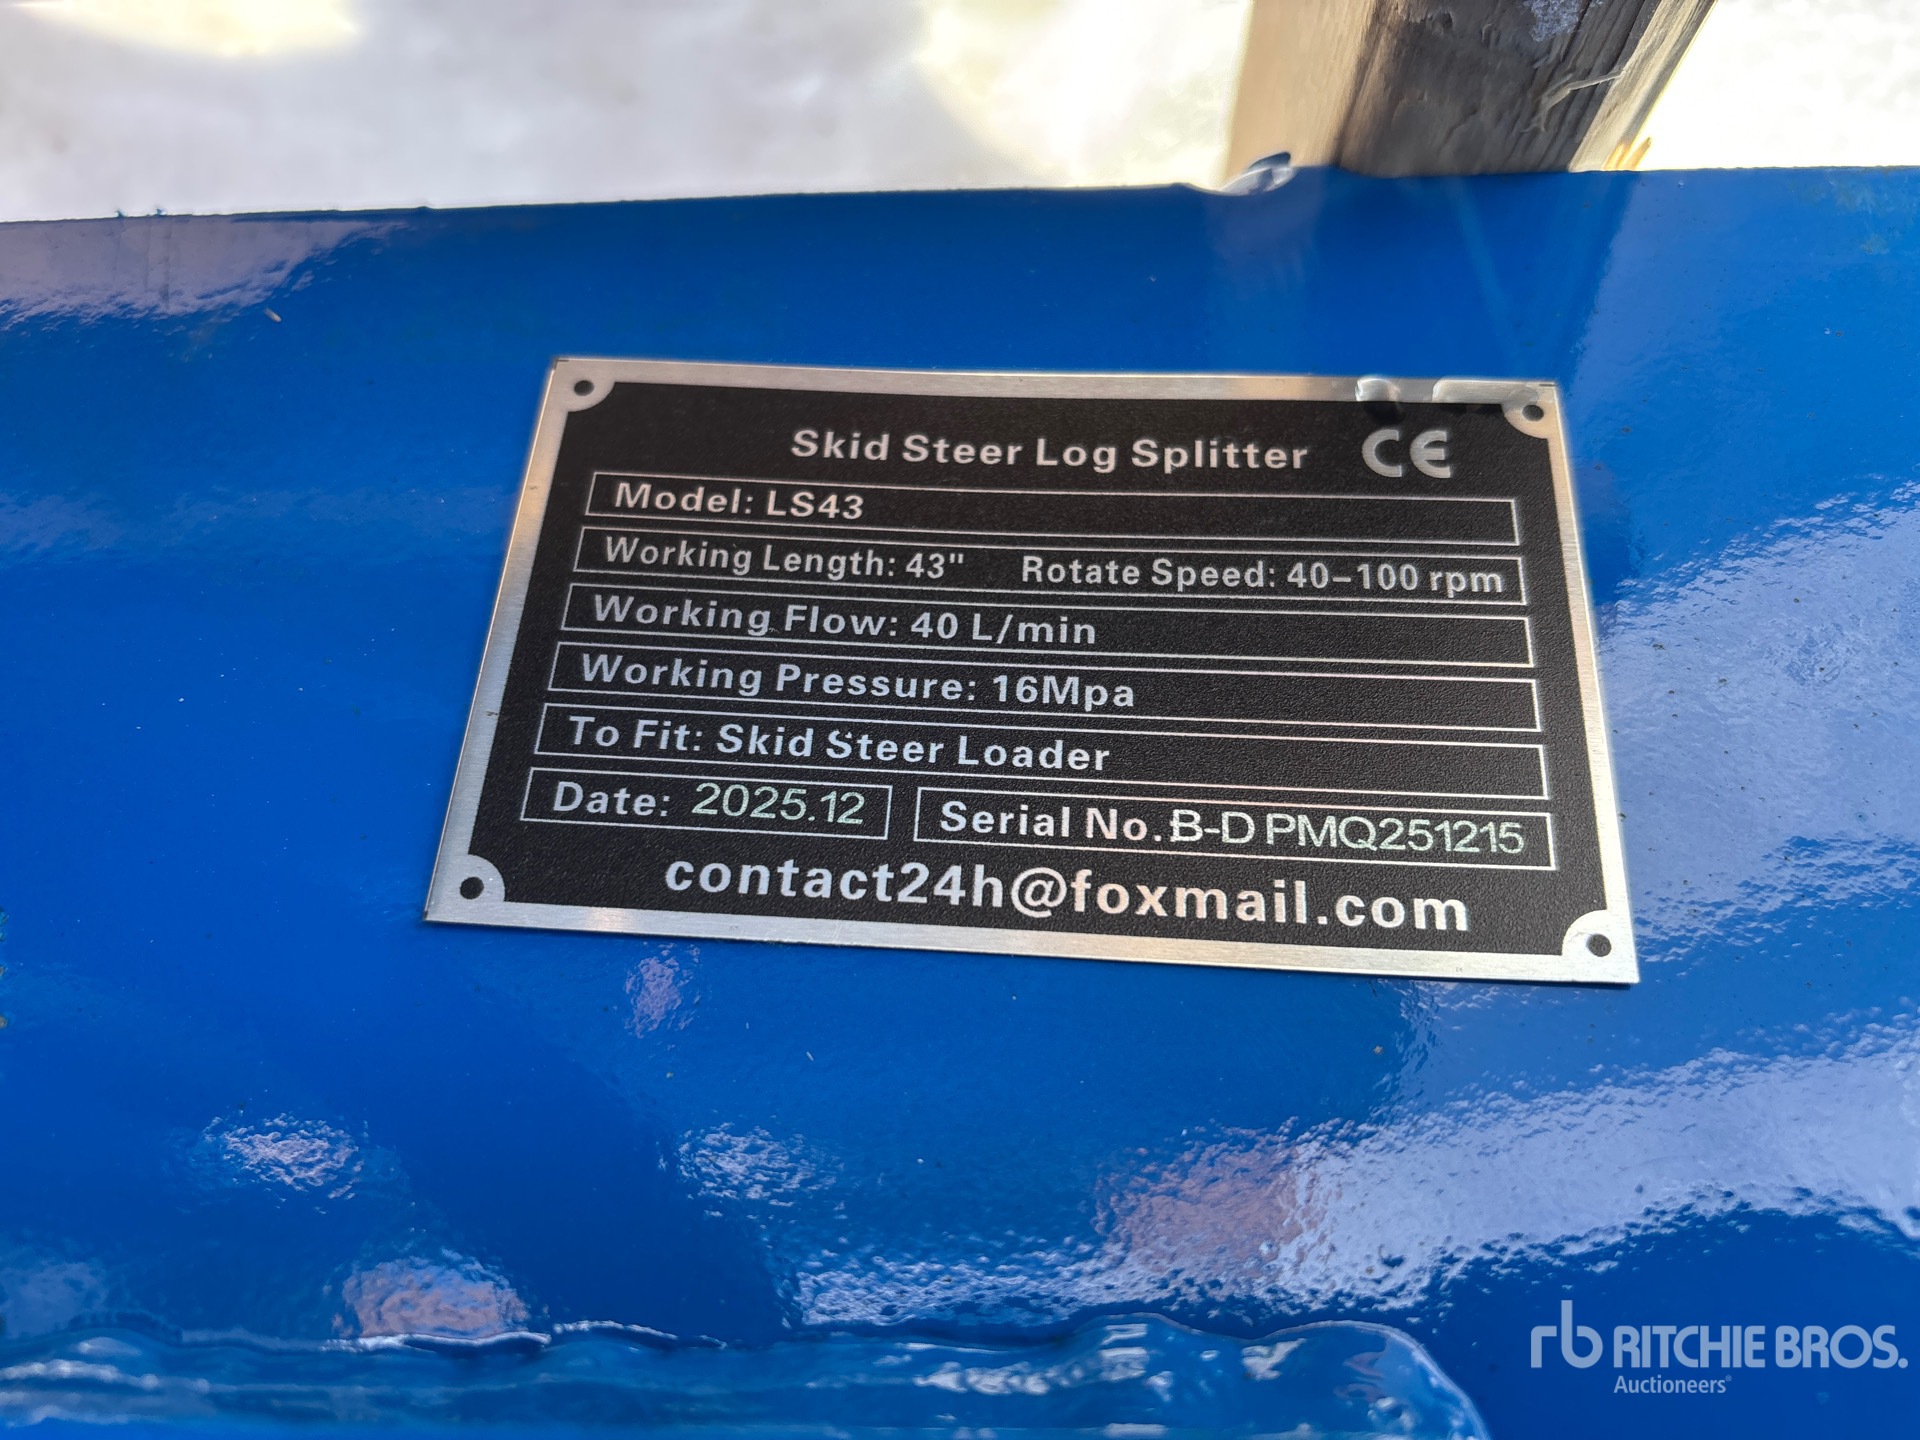 Skid Steer Log Splitter CE
Model: LS43
Working Length: 43" Rotate Speed: 40–100 rpm
Working Flow: 40 L/min
Working Pressure: 16Mpa
To Fit: Skid Steer Loader
Date: 2025.12 Serial No. B-D PMQ251215
contact24h@foxmail.com
rb RITCHIE BROS.
Auctioneers